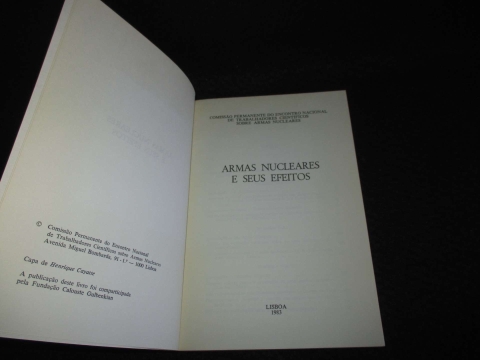 © Comissão Permanente do Encontro Nacional
de Trabalhadores Científicos sobre Armas Nucleares
Avenida Miguel Bombarda, 91 - 1000 Lisboa
Capa de Henrique Cayatte
A publicação deste livro foi comparticipada
pela Fundação Calouste Gulbenkian
COMISSÃO PERMANENTE DO ENCONTRO NACIONAL
DE TRABALHADORES CIENTÍFICOS
SOBRE ARMAS NUCLEARES
ARMAS NUCLEARES
E SEUS EFEITOS
LISBOA
1983